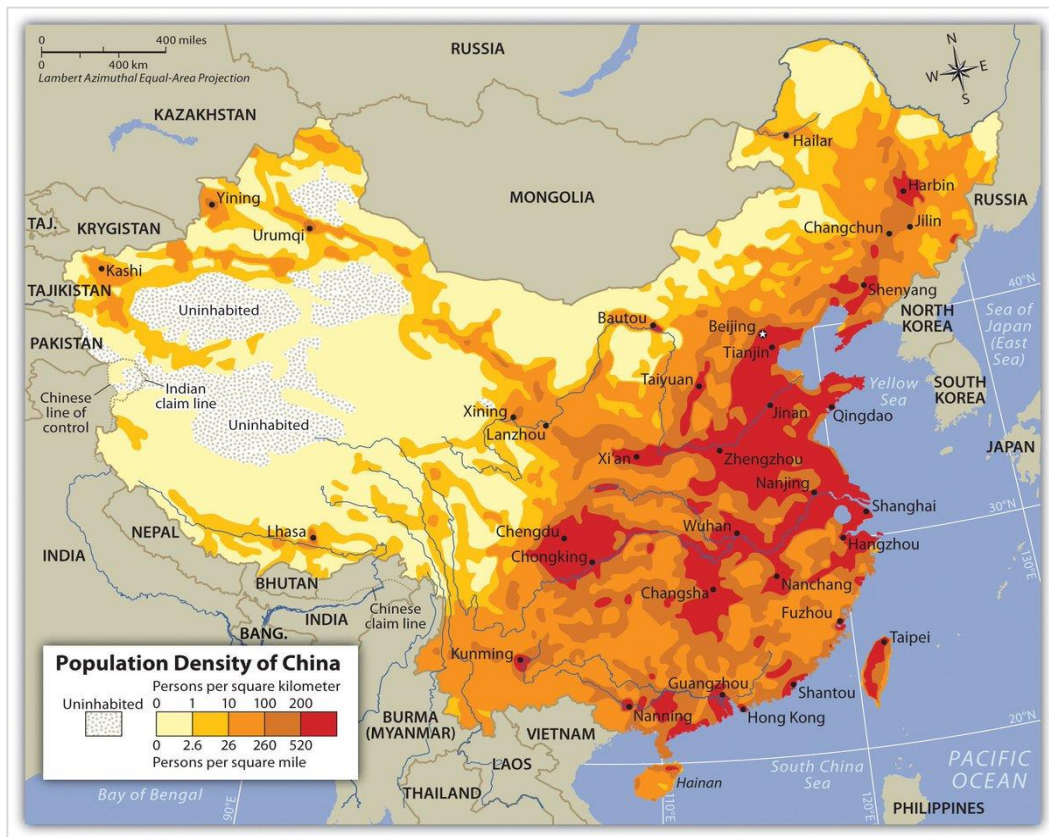 0 400 miles
0 400 km
Lambert Azimuthal Equal-Area Projection
RUSSIA
N
W E
S
KAZAKHSTAN
Hailar
MONGOLIA
Yining
Harbin
RUSSIA
TAJ.
KRYGISTAN
Urumqi
Changchun
Jilin
Kashi
TAJIKISTAN
Shenyang
40°N
Uninhabited
Bautou
Beijing
NORTH
KOREA
Sea of
Japan
(East
Sea)
PAKISTAN
Tianjin
Chinese
line of
control
Indian
claim line
Taiyuan
Yellow
Sea
SOUTH
KOREA
Uninhabited
Xining
Lanzhou
Jinan
Qingdao
JAPAN
Xi'an
Zhengzhou
Nanjing
Shanghai
30°N
NEPAL
Lhasa
Chengdu
Wuhan
Hangzhou
INDIA
Chongking
130°E
BHUTAN
Changsha
Nanchang
Chinese
claim line
INDIA
Fuzhou
BANG.
Taipei
Kunming
Population Density of China
Persons per square kilometer
Uninhabited
0 1 10 100 200
0 2.6 26 260 520
Persons per square mile
Guangzhou
Shantou
BURMA
(MYANMAR)
Nanning
Hong Kong
VIETNAM
20°N
LAOS
PACIFIC
OCEAN
South China
Sea
Hainan
Bay of Bengal
90°E
THAILAND
110°E
120°E
PHILIPPINES